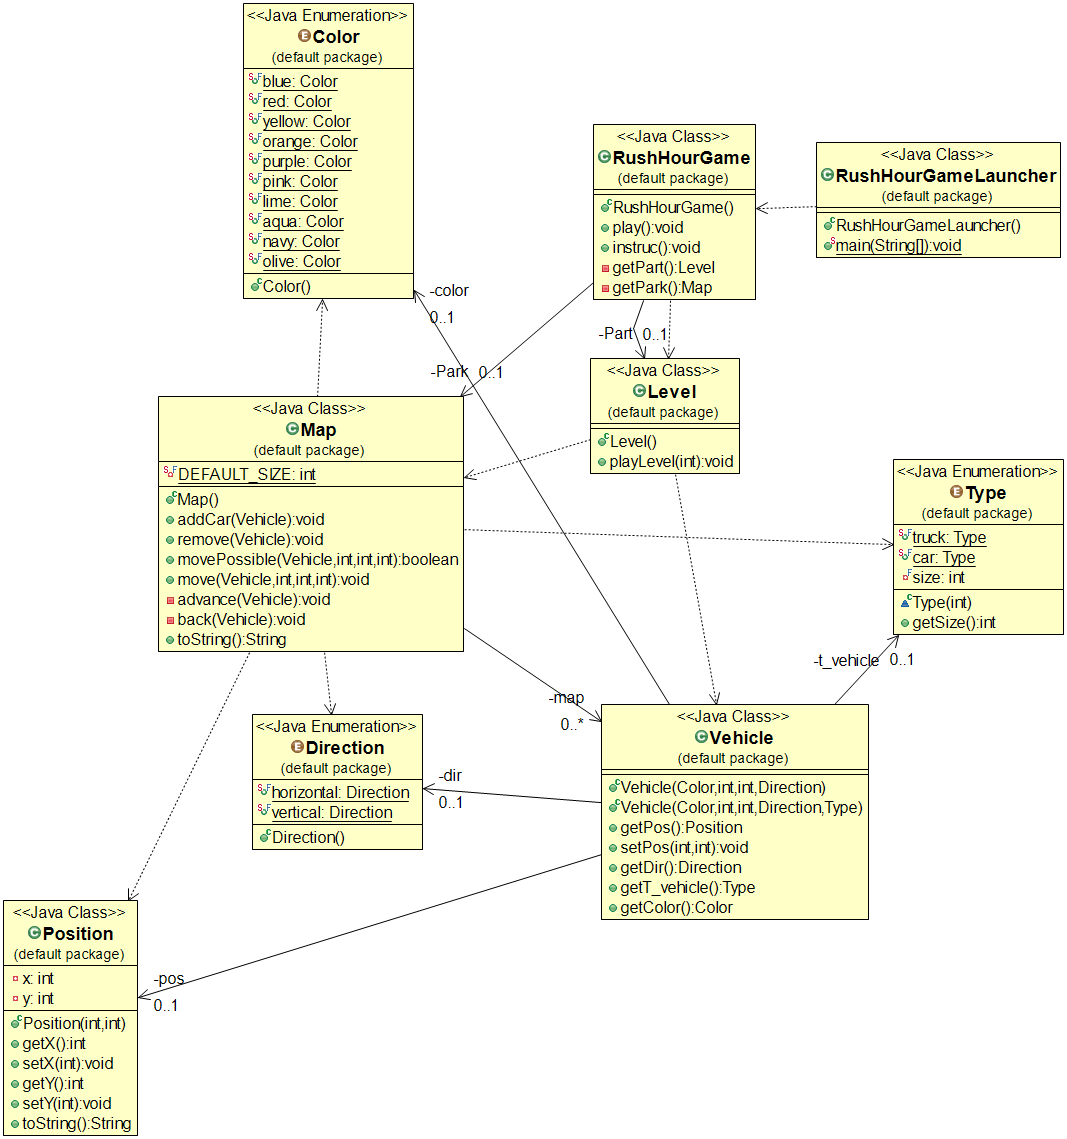 <<Java Enumeration>>
Color
(default package)
blue: Color
red: Color
yellow: Color
orange: Color
purple: Color
pink: Color
lime: Color
aqua: Color
navy: Color
olive: Color
Color()
<<Java Class>>
RushHourGame
(default package)
RushHourGame()
play():void
instruc():void
getPart():Level
getPark():Map
<<Java Class>>
RushHourGameLauncher
(default package)
RushHourGameLauncher()
main(String[]):void
-color
0..1
-Part 0..1
-Park 0..1
<<Java Class>>
Level
(default package)
Level()
playLevel(int):void
<<Java Class>>
Map
(default package)
DEFAULT_SIZE: int
Map()
addCar(Vehicle):void
remove(Vehicle):void
movePossible(Vehicle,int,int,int):boolean
move(Vehicle,int,int,int):void
advance(Vehicle):void
back(Vehicle):void
toString():String
<<Java Enumeration>>
Type
(default package)
truck: Type
car: Type
size: int
Type(int)
getSize():int
-t_vehicle 0..1
-map
0..*
<<Java Enumeration>>
Direction
(default package)
horizontal: Direction
vertical: Direction
Direction()
-dir
0..1
<<Java Class>>
Vehicle
(default package)
Vehicle(Color,int,int,Direction)
Vehicle(Color,int,int,Direction,Type)
getPos():Position
setPos(int,int):void
getDir():Direction
getT_vehicle():Type
getColor():Color
<<Java Class>>
Position
(default package)
x: int
y: int
Position(int,int)
getX():int
setX(int):void
getY():int
setY(int):void
toString():String
-pos
0..1